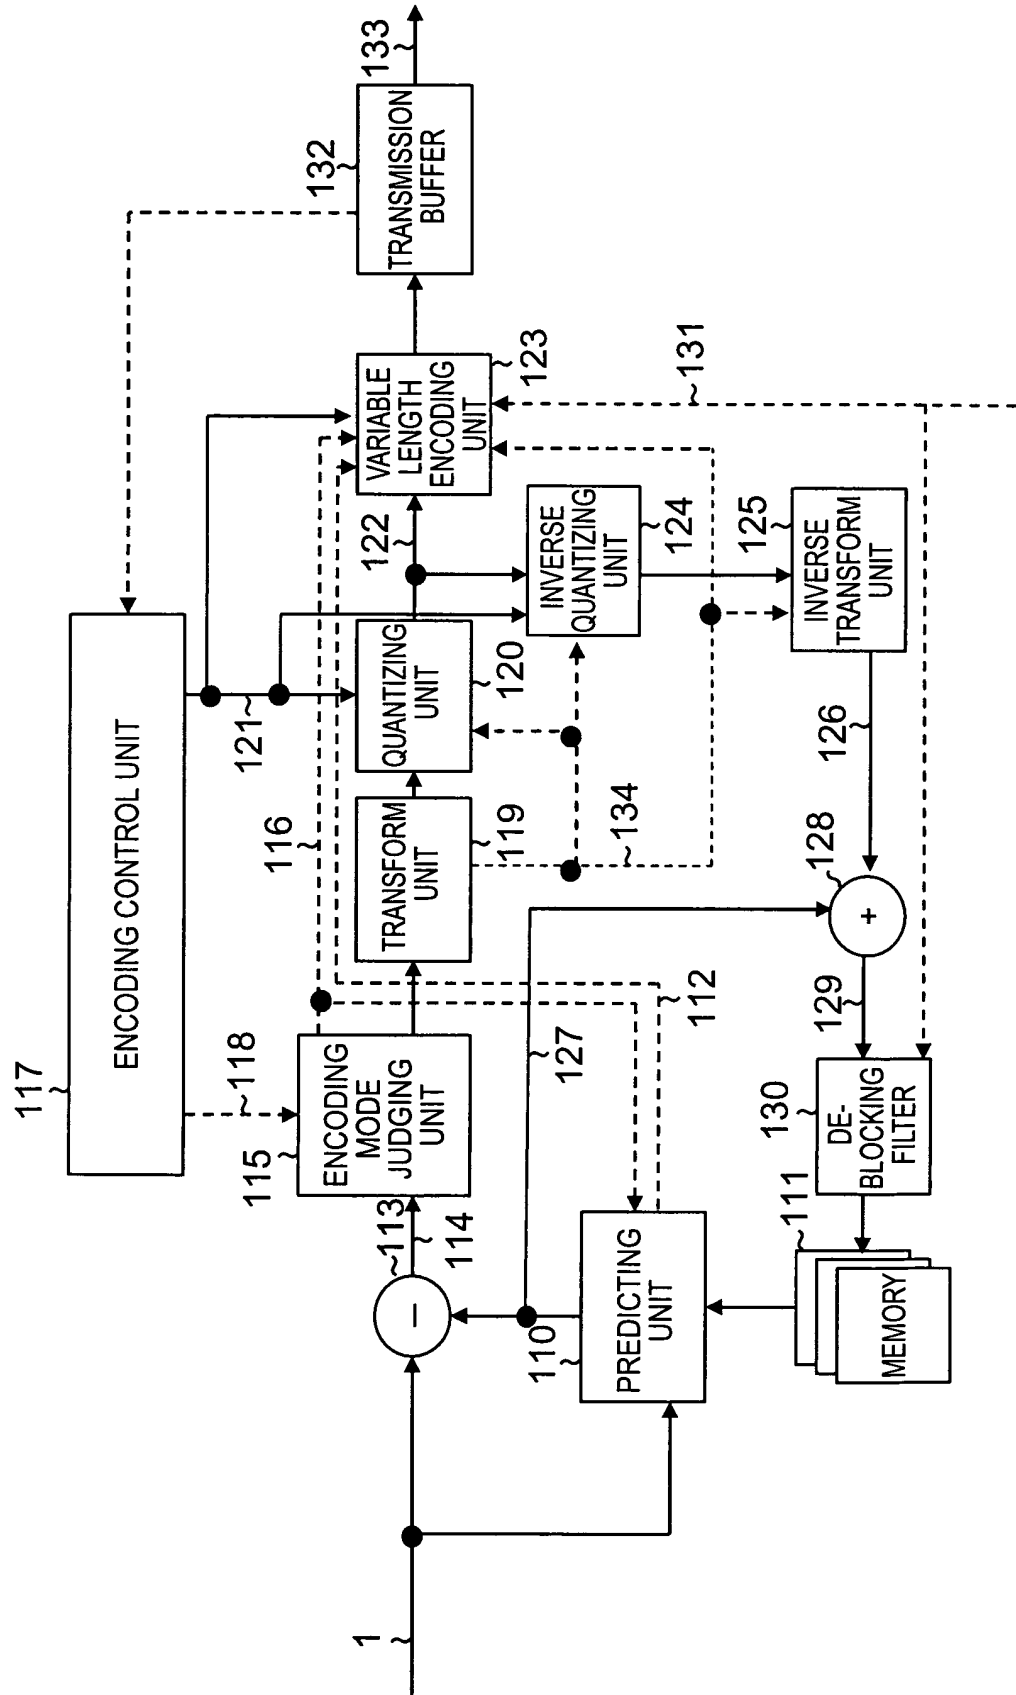 117
ENCODING CONTROL UNIT
121
118
116
132
133
TRANSMISSION
BUFFER
115
ENCODING
MODE
JUDGING
UNIT
TRANSFORM
UNIT
119
QUANTIZING
UNIT
120
122
VARIABLE
LENGTH
ENCODING
UNIT
123
1
113
114
127
112
134
INVERSE
QUANTIZING
UNIT
124
131
110
PREDICTING
UNIT
125
INVERSE
TRANSFORM
UNIT
126
128
+
129
130
DE-
BLOCKING
FILTER
111
MEMORY
−